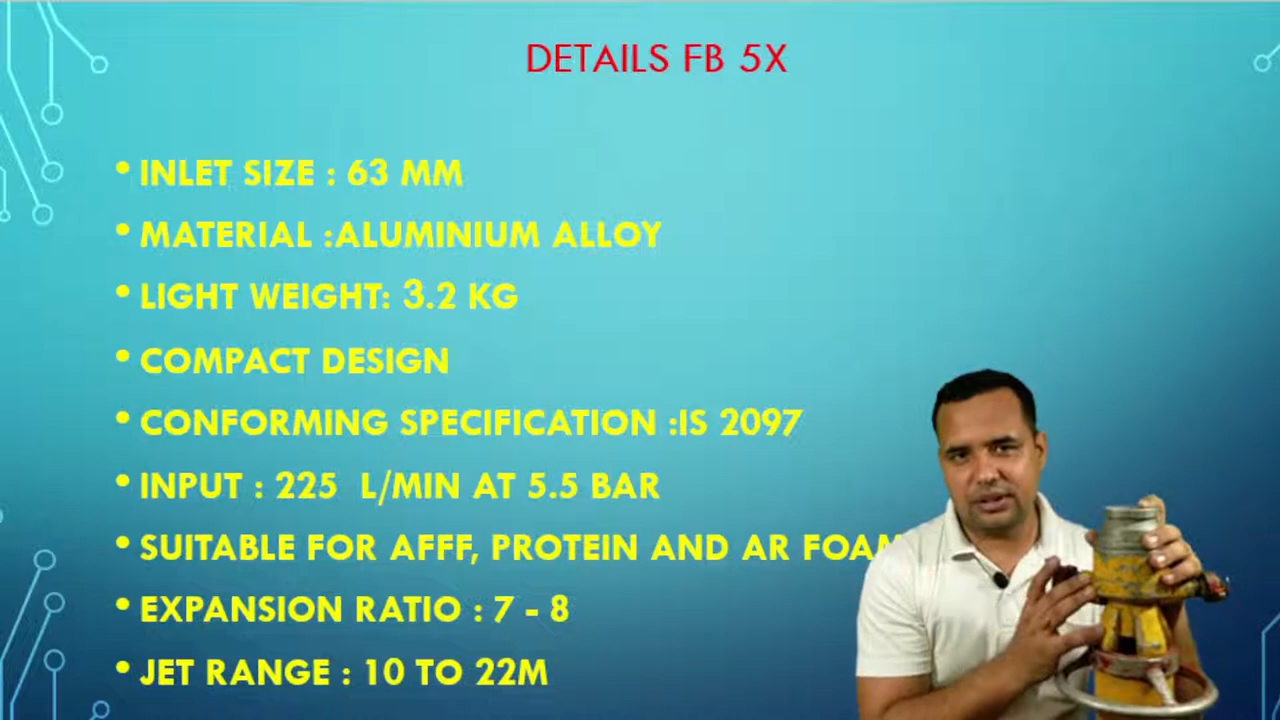 DETAILS FB 5X
• INLET SIZE : 63 MM
• MATERIAL :ALUMINIUM ALLOY
• LIGHT WEIGHT: 3.2 KG
• COMPACT DESIGN
• CONFORMING SPECIFICATION :IS 2097
• INPUT : 225 L/MIN AT 5.5 BAR
• SUITABLE FOR AFFF, PROTEIN AND AR FOAM
• EXPANSION RATIO : 7 - 8
• JET RANGE : 10 TO 22M